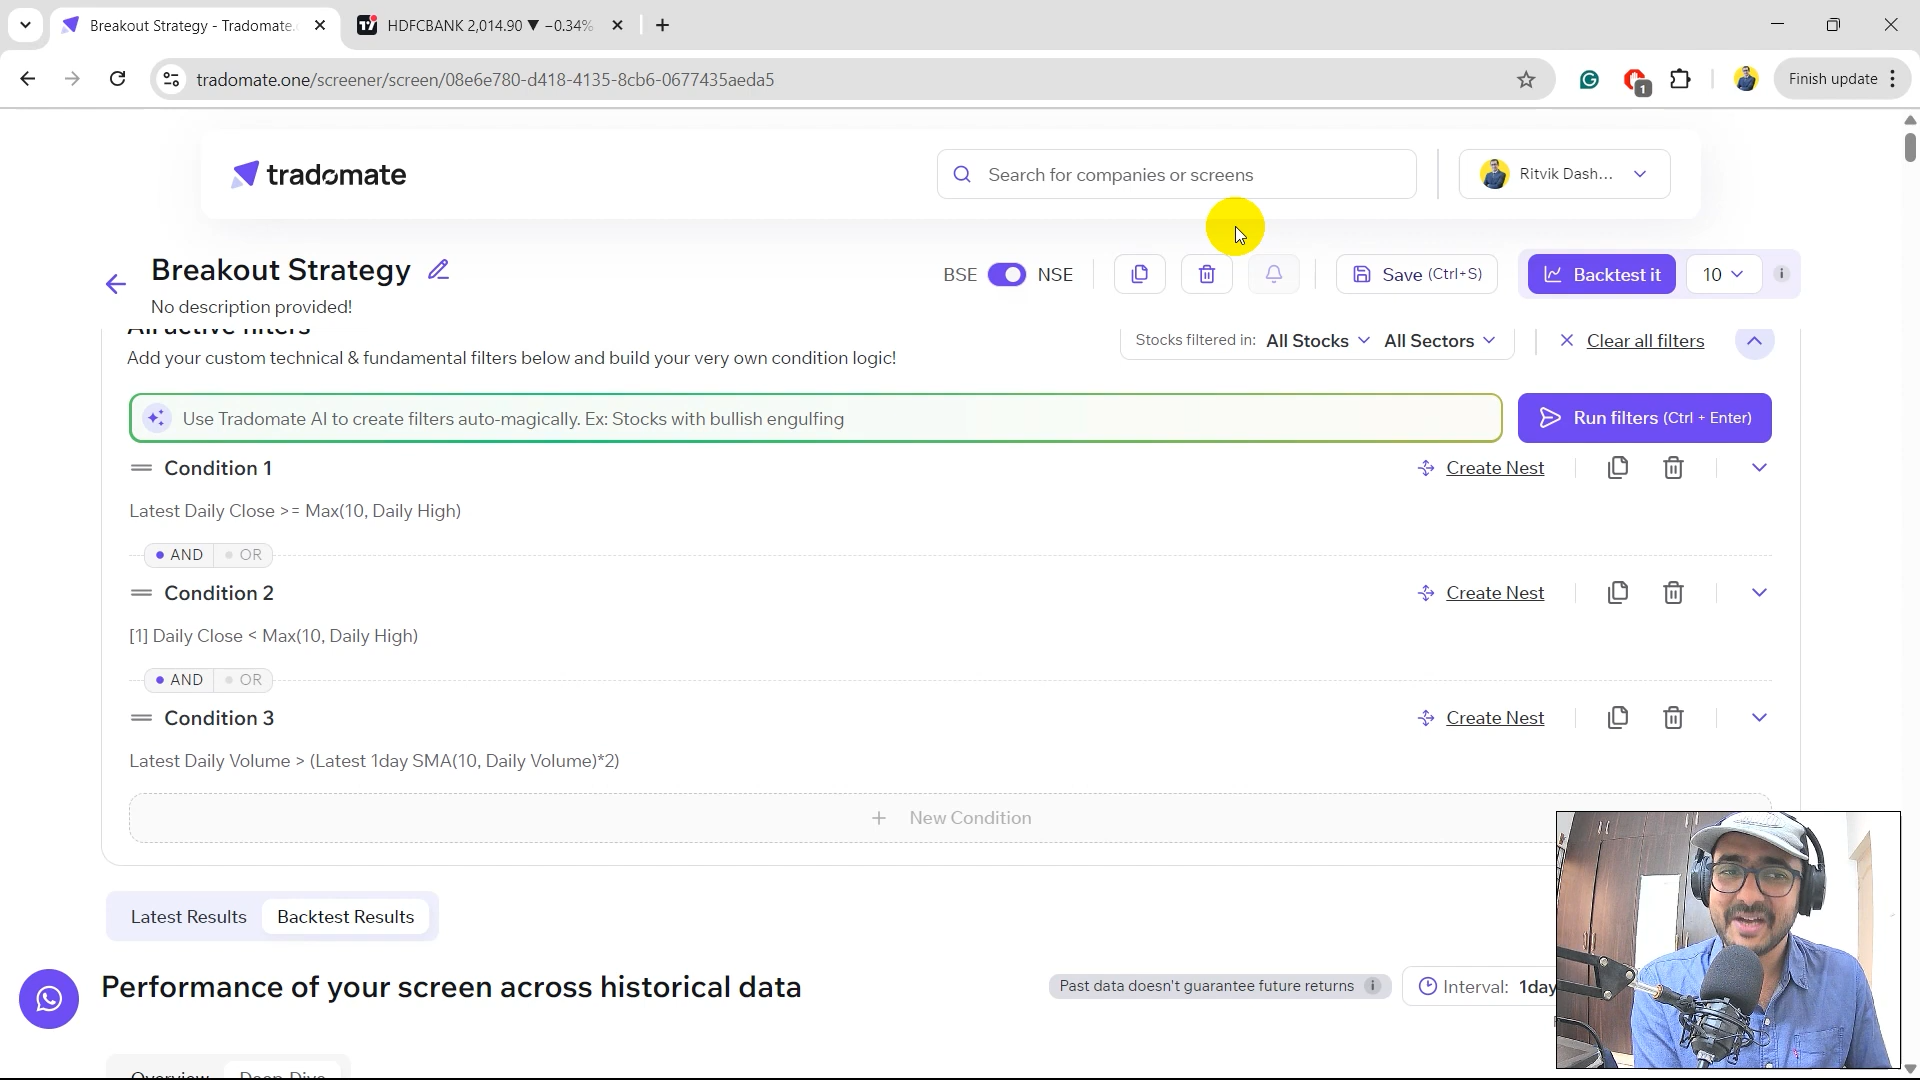 Breakout Strategy - Tradomate.
HDFCBANK 2,014.90 ▼ −0.34%
tradomate.one/screener/screen/08e6e780-d418-4135-8cb6-0677435aeda5
1
Finish update
tradomate
Search for companies or screens
Ritvik Dash...
Breakout Strategy
No description provided!
BSE NSE
Save (Ctrl+S)
Backtest it
10
All active filters
Add your custom technical & fundamental filters below and build your very own condition logic!
Stocks filtered in: All Stocks All Sectors
Clear all filters
Use Tradomate AI to create filters auto-magically. Ex: Stocks with bullish engulfing
Run filters (Ctrl + Enter)
Condition 1
Create Nest
Latest Daily Close >= Max(10, Daily High)
AND OR
Condition 2
Create Nest
[1] Daily Close < Max(10, Daily High)
AND OR
Condition 3
Create Nest
Latest Daily Volume > (Latest 1day SMA(10, Daily Volume)*2)
+ New Condition
Latest Results Backtest Results
Performance of your screen across historical data
Past data doesn't guarantee future returns
Interval: 1day
Overview Deep Dive